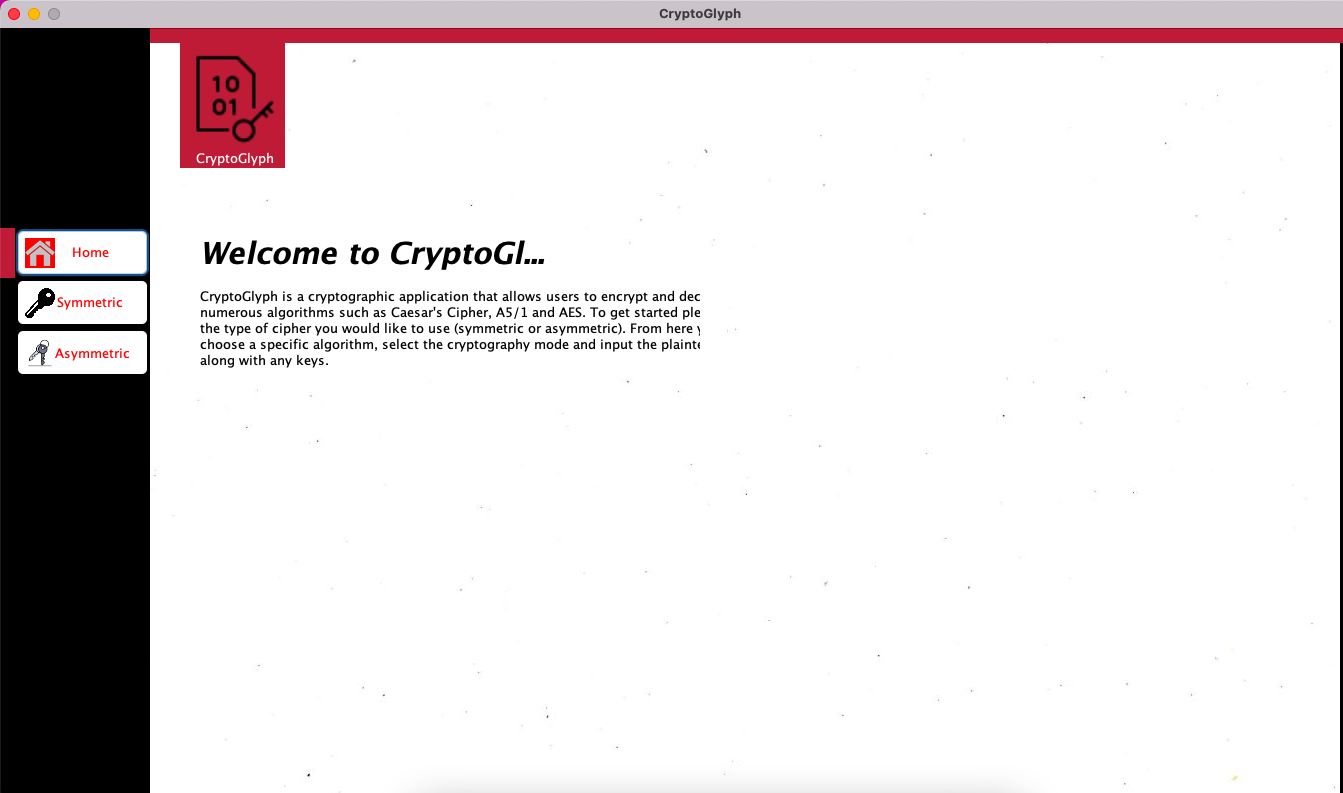 CryptoGlyph
10
01
CryptoGlyph
Home
Symmetric
Asymmetric
Welcome to CryptoGl...
CryptoGlyph is a cryptographic application that allows users to encrypt and dec
numerous algorithms such as Caesar's Cipher, A5/1 and AES. To get started ple
the type of cipher you would like to use (symmetric or asymmetric). From here
choose a specific algorithm, select the cryptography mode and input the plainte
along with any keys.